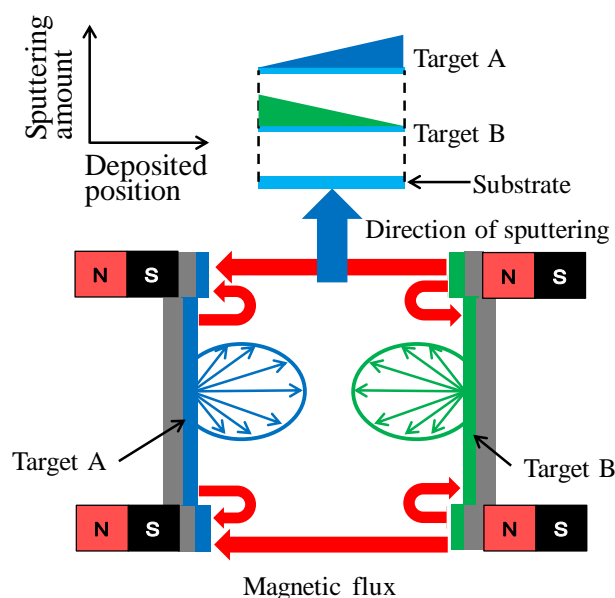 Sputtering
amount
Deposited
position
Target A
Target B
Substrate
Direction of sputtering
N S
N S
Target A
Target B
N S
N S
Magnetic flux